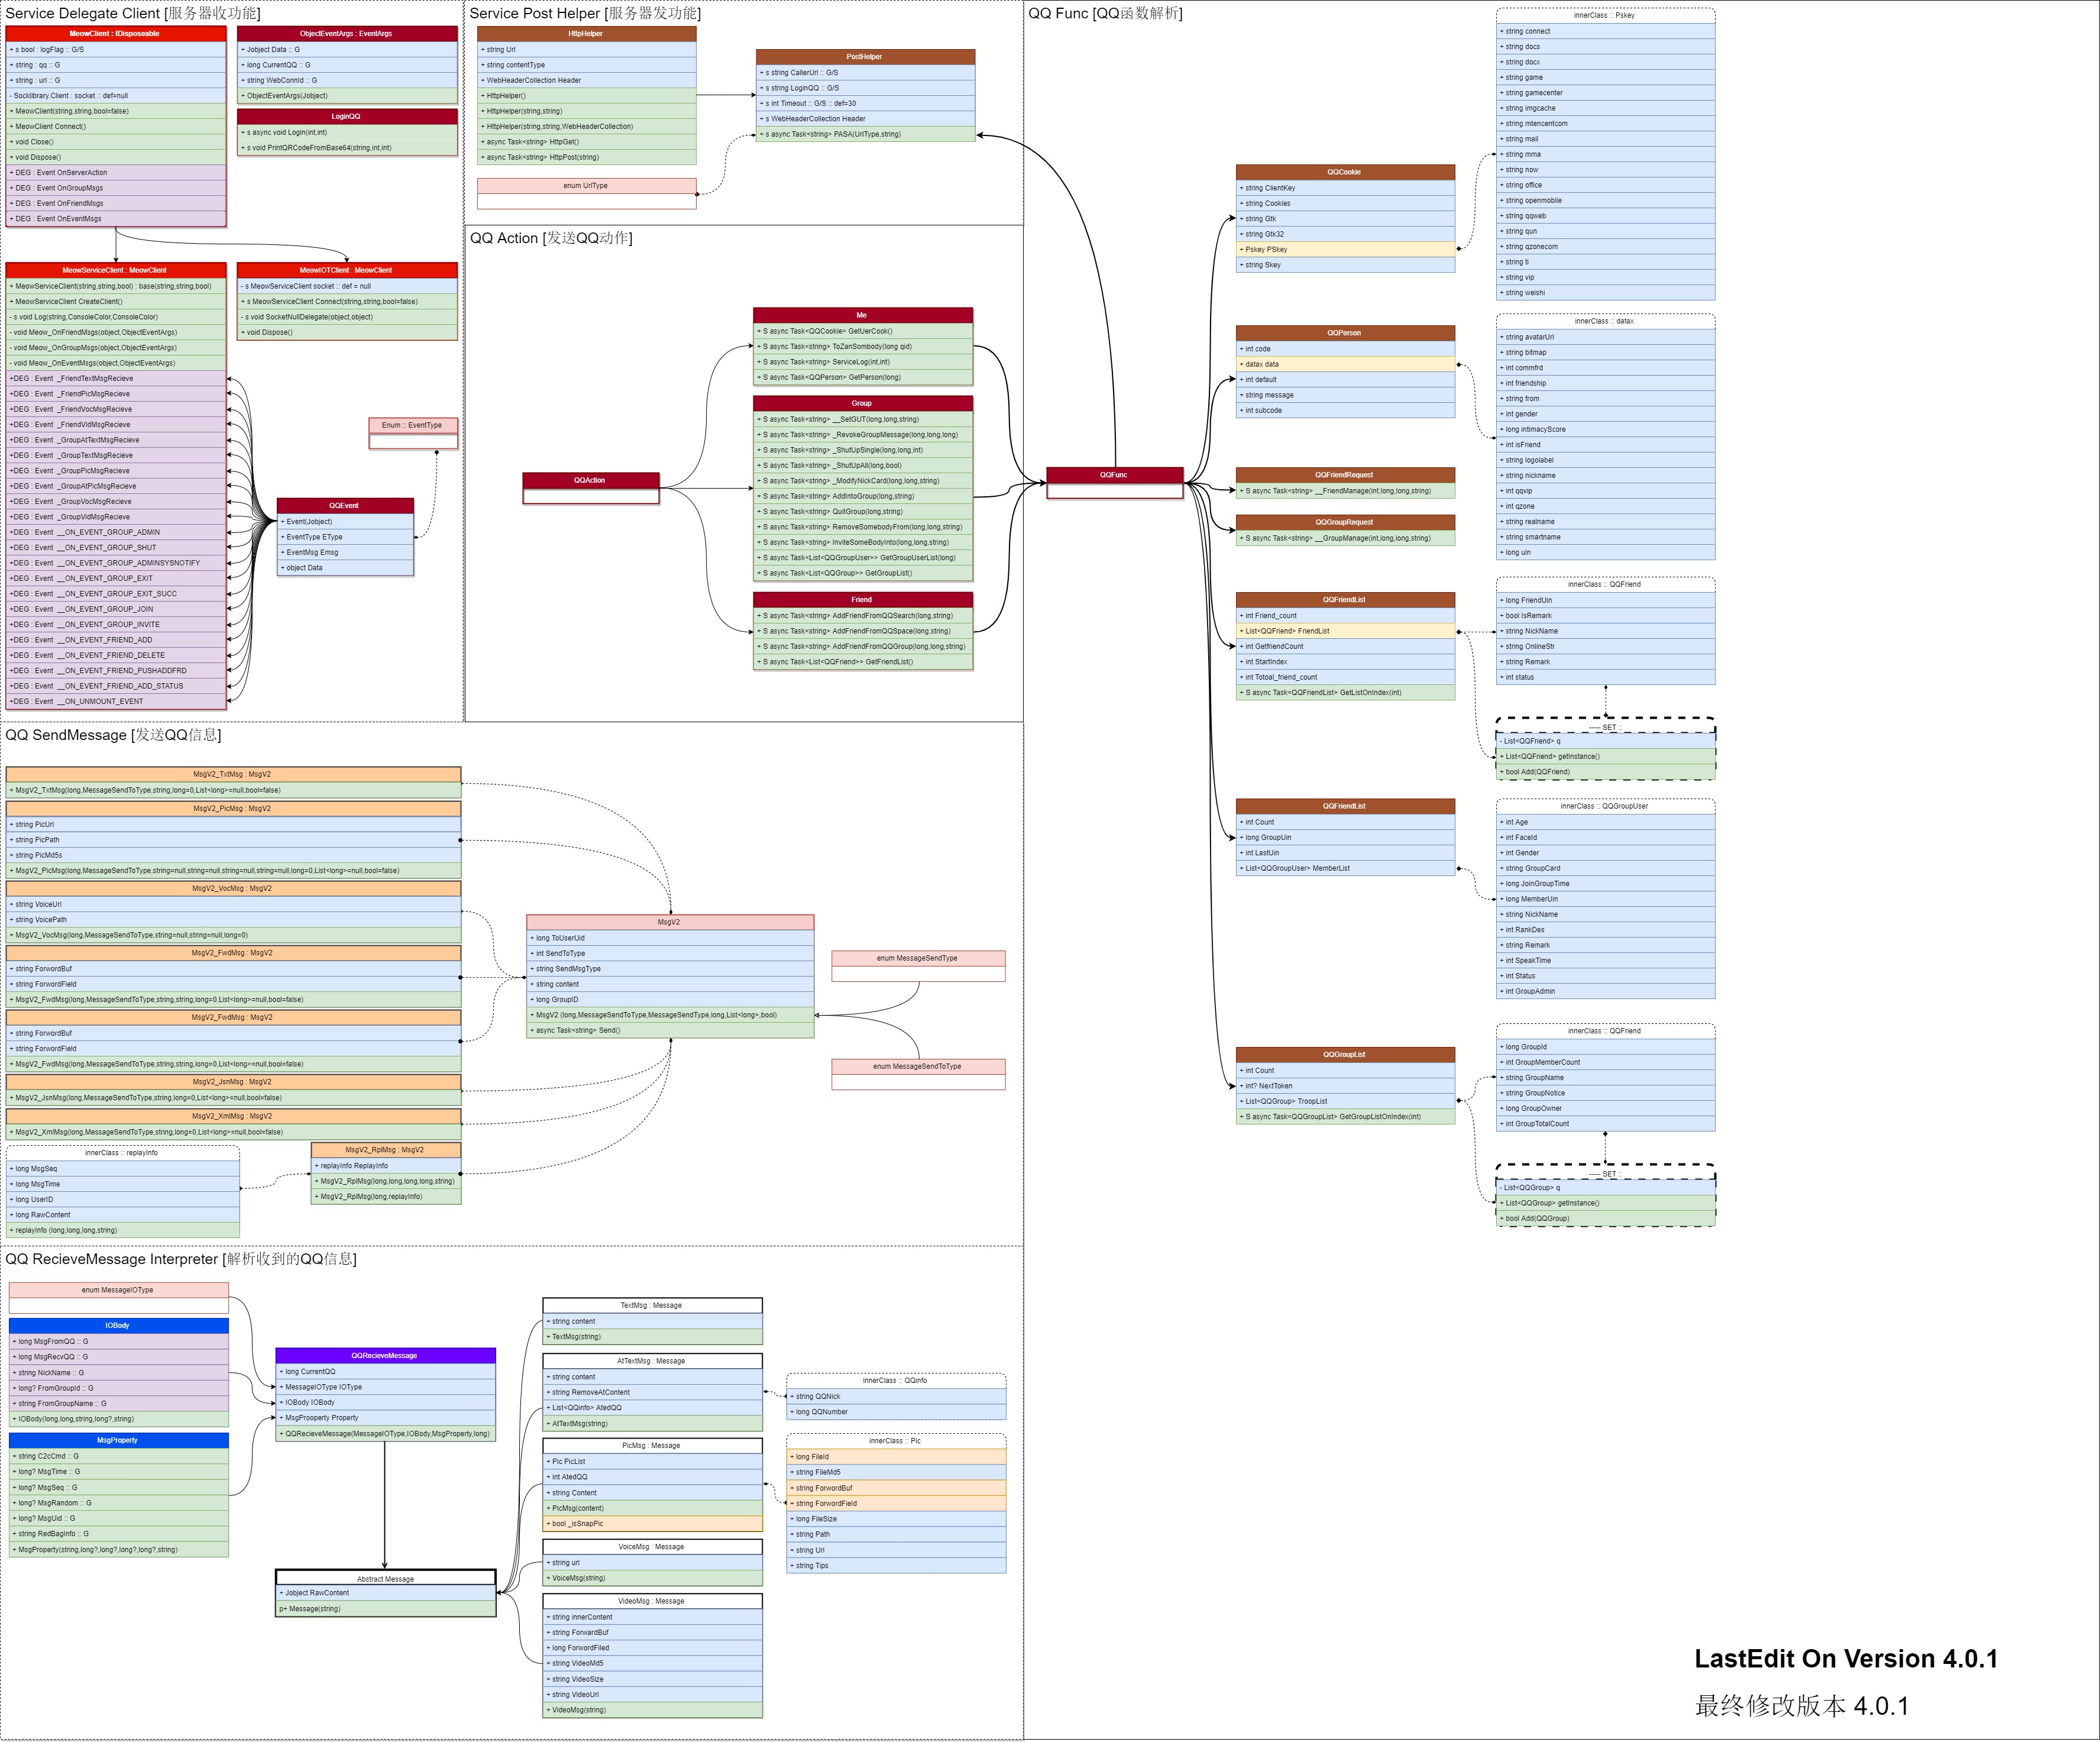 Service Delegate Client [服务器收功能]
MeowClient : IDisposeable
+ s bool : logFlag :: G/S
+ string : qq :: G
+ string : url :: G
- Socklibrary.Client : socket :: def=null
+ MeowClient(string,string,bool=false)
+ MeowClient Connect()
+ void Close()
+ void Dispose()
+ DEG : Event OnServerAction
+ DEG : Event OnGroupMsgs
+ DEG : Event OnFriendMsgs
+ DEG : Event OnEventMsgs
ObjectEventArgs : EventArgs
+ Jobject Data :: G
+ long CurrentQQ :: G
+ string WebConnId :: G
+ ObjectEventArgs(Jobject)
LoginQQ
+ s async void Login(int,int)
+ s void PrintQRCodeFromBase64(string,int,int)
MeowServiceClient : MeowClient
+ MeowServiceClient(string,string,bool) : base(string,string,bool)
+ MeowServiceClient CreateClient()
- s void Log(string,ConsoleColor,ConsoleColor)
- void Meow_OnFriendMsgs(object,ObjectEventArgs)
- void Meow_OnGroupMsgs(object,ObjectEventArgs)
- void Meow_OnEventMsgs(object,ObjectEventArgs)
+DEG : Event _FriendTextMsgRecieve
+DEG : Event _FriendPicMsgRecieve
+DEG : Event _FriendVocMsgRecieve
+DEG : Event _FriendVidMsgRecieve
+DEG : Event _GroupAtTextMsgRecieve
+DEG : Event _GroupTextMsgRecieve
+DEG : Event _GroupPicMsgRecieve
+DEG : Event _GroupAtPicMsgRecieve
+DEG : Event _GroupVocMsgRecieve
+DEG : Event _GroupVidMsgRecieve
+DEG : Event __ON_EVENT_GROUP_ADMIN
+DEG : Event __ON_EVENT_GROUP_SHUT
+DEG : Event __ON_EVENT_GROUP_ADMINSYSNOTIFY
+DEG : Event __ON_EVENT_GROUP_EXIT
+DEG : Event __ON_EVENT_GROUP_EXIT_SUCC
+DEG : Event __ON_EVENT_GROUP_JOIN
+DEG : Event __ON_EVENT_GROUP_INVITE
+DEG : Event __ON_EVENT_FRIEND_ADD
+DEG : Event __ON_EVENT_FRIEND_DELETE
+DEG : Event __ON_EVENT_FRIEND_PUSHADDFRD
+DEG : Event __ON_EVENT_FRIEND_ADD_STATUS
+DEG : Event __ON_UNMOUNT_EVENT
MeowIOTClient : MeowClient
- s MeowServiceClient socket :: def = null
+ s MeowServiceClient Connect(string,string,bool=false)
- s void SocketNullDelegate(object,object)
+ void Dispose()
Enum :: EventType
QQEvent
+ Event(Jobject)
+ EventType EType
+ EventMsg Emsg
+ object Data
Service Post Helper [服务器发功能]
HttpHelper
+ string Url
+ string contentType
+ WebHeaderCollection Header
+ HttpHelper()
+ HttpHelper(string,string)
+ HttpHelper(string,string,WebHeaderCollection)
+ async Task<string> HttpGet()
+ async Task<string> HttpPost(string)
enum UrlType
PostHelper
+ s string CallerUrl :: G/S
+ s string LoginQQ :: G/S
+ s int Timeout :: G/S :: def=30
+ s WebHeaderCollection Header
+ s async Task<string> PASA(UrlType,string)
QQ Action [发送QQ动作]
QQAction
Me
+ S async Task<QQCookie> GetUerCook()
+ S async Task<string> ToZanSombody(long qid)
+ S async Task<string> ServiceLog(int,int)
+ S async Task<QQPerson> GetPerson(long)
Group
+ S async Task<string> __SetGUT(long,long,string)
+ S async Task<string> _RevokeGroupMessage(long,long,long)
+ S async Task<string> _ShutUpSingle(long,long,int)
+ S async Task<string> _ShutUpAll(long,bool)
+ S async Task<string> _ModifyNickCard(long,long,string)
+ S async Task<string> AddIntoGroup(long,string)
+ S async Task<string> QuitGroup(long,string)
+ S async Task<string> RemoveSomebodyFrom(long,long,string)
+ S async Task<string> InviteSomeBodyInto(long,long,string)
+ S async Task<List<QQGroupUser>> GetGroupUserList(long)
+ S async Task<List<QQGroup>> GetGroupList()
Friend
+ S async Task<string> AddFriendFromQQSearch(long,string)
+ S async Task<string> AddFriendFromQQSpace(long,string)
+ S async Task<string> AddFriendFromQQGroup(long,long,string)
+ S async Task<List<QQFriend>> GetFriendList()
QQ Func [QQ函数解析]
QQFunc
QQCookie
+ string ClientKey
+ string Cookies
+ string Gtk
+ string Gtk32
+ Pskey PSkey
+ string Skey
innerClass :: Pskey
+ string connect
+ string docs
+ string docx
+ string game
+ string gamecenter
+ string imgcache
+ string mtencentcom
+ string mail
+ string mma
+ string now
+ string office
+ string openmobile
+ string qqweb
+ string qun
+ string qzonecom
+ string ti
+ string vip
+ string weishi
QQPerson
+ int code
+ datax data
+ int default
+ string message
+ int subcode
innerClass :: datax
+ string avatarUrl
+ string bitmap
+ int commfrd
+ int friendship
+ string from
+ int gender
+ long intimacyScore
+ int isFriend
+ string logolabel
+ string nickname
+ int qqvip
+ int qzone
+ string realname
+ string smartname
+ long uin
QQFriendRequest
+ S async Task<string> __FriendManage(int,long,long,string)
QQGroupRequest
+ S async Task<string> __GroupManage(int,long,long,string)
QQFriendList
+ int Friend_count
+ List<QQFriend> FriendList
+ int GetfriendCount
+ int StartIndex
+ int Totoal_friend_count
+ S async Task<QQFriendList> GetListOnIndex(int)
innerClass :: QQFriend
+ long FriendUin
+ bool IsRemark
+ string NickName
+ string OnlineStr
+ string Remark
+ int status
----- SET ::
- List<QQFriend> q
+ List<QQFriend> getInstance()
+ bool Add(QQFriend)
QQFriendList
+ int Count
+ long GroupUin
+ int LastUin
+ List<QQGroupUser> MemberList
innerClass :: QQGroupUser
+ int Age
+ int FaceId
+ int Gender
+ string GroupCard
+ long JoinGroupTime
+ long MemberUin
+ string NickName
+ int RankDes
+ string Remark
+ int SpeakTime
+ int Status
+ int GroupAdmin
QQGroupList
+ int Count
+ int? NextToken
+ List<QQGroup> TroopList
+ S async Task<QQGroupList> GetGroupListOnIndex(int)
innerClass :: QQFriend
+ long GroupId
+ int GroupMemberCount
+ string GroupName
+ string GroupNotice
+ long GroupOwner
+ int GroupTotalCount
----- SET ::
- List<QQGroup> q
+ List<QQGroup> getInstance()
+ bool Add(QQGroup)
QQ SendMessage [发送QQ信息]
MsgV2_TxtMsg : MsgV2
+ MsgV2_TxtMsg(long,MessageSendToType,string,long=0,List<long>=null,bool=false)
MsgV2_PicMsg : MsgV2
+ string PicUrl
+ string PicPath
+ string PicMd5s
+ MsgV2_PicMsg(long,MessageSendToType,string=null,string=null,string=null,string=null,long=0,List<long>=null,bool=false)
MsgV2_VocMsg : MsgV2
+ string VoiceUrl
+ string VoicePath
+ MsgV2_VocMsg(long,MessageSendToType,string=null,string=null,long=0)
MsgV2_FwdMsg : MsgV2
+ string ForwordBuf
+ string ForwordField
+ MsgV2_FwdMsg(long,MessageSendToType,string,string,long=0,List<long>=null,bool=false)
MsgV2_FwdMsg : MsgV2
+ string ForwordBuf
+ string ForwordField
+ MsgV2_FwdMsg(long,MessageSendToType,string,string,long=0,List<long>=null,bool=false)
MsgV2_JsnMsg : MsgV2
+ MsgV2_JsnMsg(long,MessageSendToType,string,long=0,List<long>=null,bool=false)
MsgV2_XmlMsg : MsgV2
+ MsgV2_XmlMsg(long,MessageSendToType,string,long=0,List<long>=null,bool=false)
innerClass :: replayInfo
+ long MsgSeq
+ long MsgTime
+ long UserID
+ long RawContent
+ replayInfo (long,long,long,string)
MsgV2_RplMsg : MsgV2
+ replayInfo ReplayInfo
+ MsgV2_RplMsg(long,long,long,long,string)
+ MsgV2_RplMsg(long,replayInfo)
MsgV2
+ long ToUserUid
+ int SendToType
+ string SendMsgType
+ string content
+ long GroupID
+ MsgV2 (long,MessageSendToType,MessageSendType,long,List<long>,bool)
+ async Task<string> Send()
enum MessageSendType
enum MessageSendToType
QQ RecieveMessage Interpreter [解析收到的QQ信息]
enum MessageIOType
IOBody
+ long MsgFromQQ :: G
+ long MsgRecvQQ :: G
+ string NickName :: G
+ long? FromGroupId :: G
+ string FromGroupName :: G
+ IOBody(long,long,string,long?,string)
MsgProperty
+ string C2cCmd :: G
+ long? MsgTime :: G
+ long? MsgSeq :: G
+ long? MsgRandom :: G
+ long? MsgUid :: G
+ string RedBagInfo :: G
+ MsgProperty(string,long?,long?,long?,long?,string)
QQRecieveMessage
+ long CurrentQQ
+ MessageIOType IOType
+ IOBody IOBody
+ MsgProoperty Property
+ QQRecieveMessage(MessageIOType,IOBody,MsgProperty,long)
Abstract Message
+ Jobject RawContent
p+ Message(string)
TextMsg : Message
+ string content
+ TextMsg(string)
AtTextMsg : Message
+ string content
+ string RemoveAtContent
+ List<QQinfo> AtedQQ
+ AtTextMsg(string)
innerClass :: QQinfo
+ string QQNick
+ long QQNumber
PicMsg : Message
+ Pic PicList
+ int AtedQQ
+ string Content
+ PicMsg(content)
+ bool _isSnapPic
innerClass :: Pic
+ long FileId
+ string FileMd5
+ string ForwordBuf
+ string ForwordField
+ long FileSize
+ string Path
+ string Url
+ string Tips
VoiceMsg : Message
+ string url
+ VoiceMsg(string)
VideoMsg : Message
+ string innerContent
+ string ForwardBuf
+ long ForwordFiled
+ string VideoMd5
+ string VideoSize
+ string VideoUrl
+ VideoMsg(string)
LastEdit On Version 4.0.1
最终修改版本 4.0.1